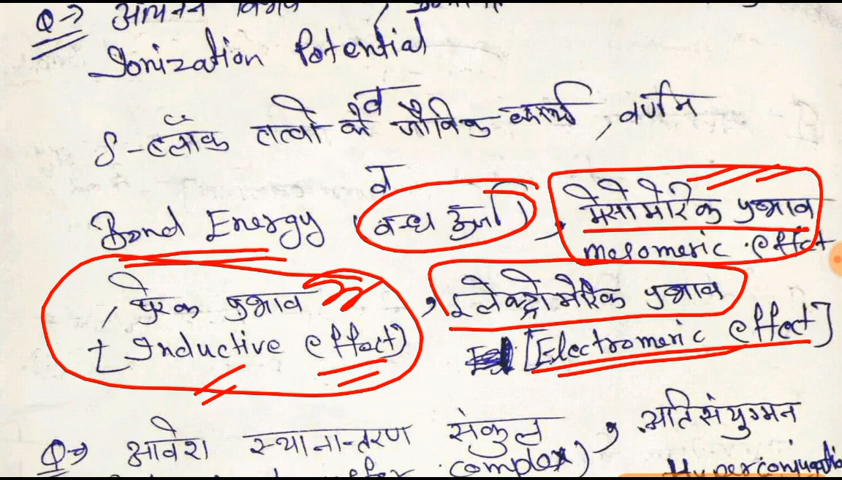 Q→
Ionization Potential
S-ब्लॉक तत्वों के जैविक कार्य व, वर्णन
Bond Energy व (बन्ध ऊर्जा), मेसोमेरिक प्रभाव
mesomeric effect
प्रेरक प्रभाव, इलेक्ट्रोमेरिक प्रभाव
[Inductive effect) [Electromeric effect]
Q→ आवेश स्थानान्तरण संकुल, अतिसंयुग्मन
complex) Hyperconjugatio